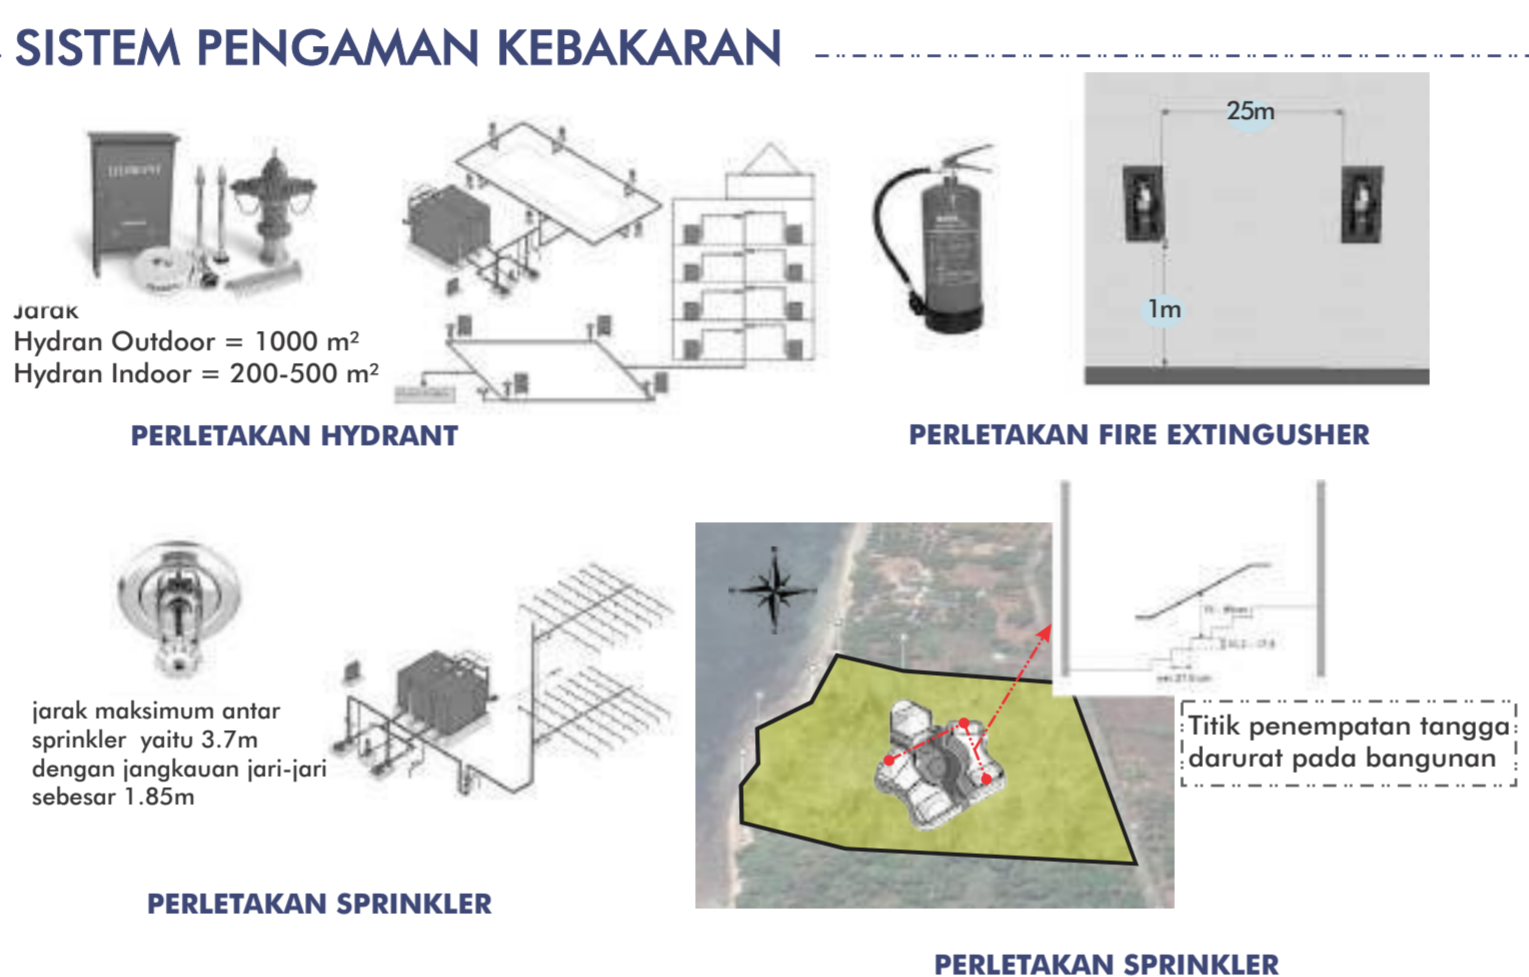 SISTEM PENGAMAN KEBAKARAN
HYDRANT
Jarak
Hydran Outdoor = 1000 m²
Hydran Indoor = 200-500 m²
PERLETAKAN HYDRANT
25m
1m
PERLETAKAN FIRE EXTINGUSHER
jarak maksimum antar
sprinkler yaitu 3.7m
dengan jangkauan jari-jari
sebesar 1.85m
PERLETAKAN SPRINKLER
Titik penempatan tangga
darurat pada bangunan
PERLETAKAN SPRINKLER